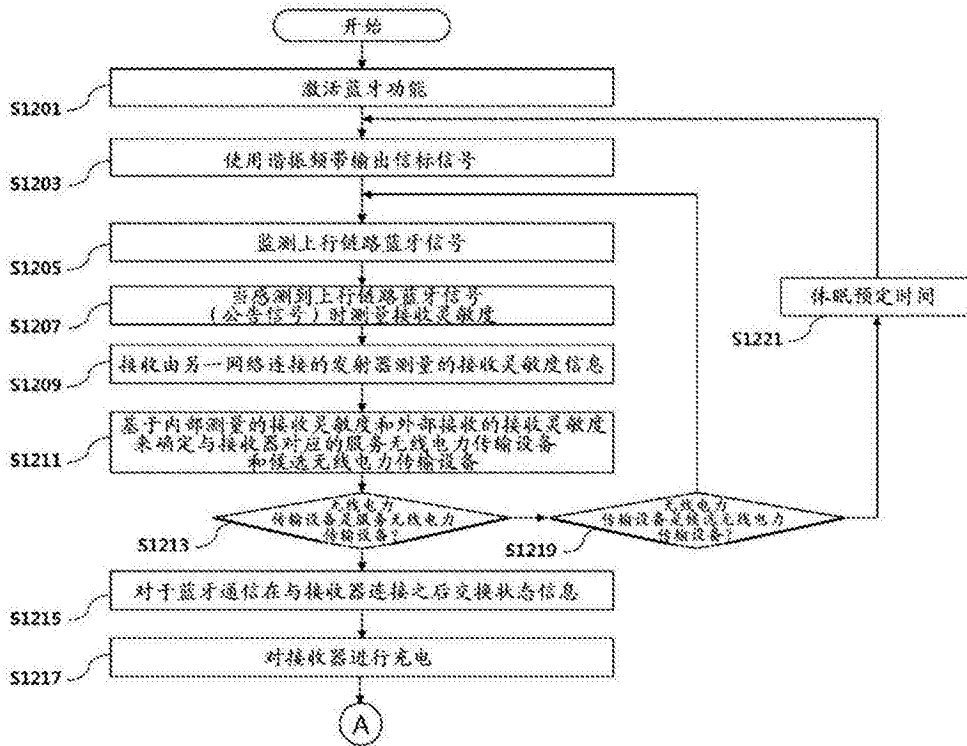 开始
S1201
激活蓝牙功能
S1203
使用谐振频带输出信标信号
S1205
监测上行链路蓝牙信号
S1207
当感测到上行链路蓝牙信号
（公告信号）时测量接收灵敏度
S1209
接收由另一网络连接的发射器测量的接收灵敏度信息
S1211
基于内部测量的接收灵敏度和外部接收的接收灵敏度
来确定与接收器对应的服务无线电力传输设备
和候选无线电力传输设备
S1213
无线电力
传输设备是服务无线电力
传输设备？
S1219
无线电力
传输设备是候选无线电力
传输设备？
S1221
休眠预定时间
S1215
对于蓝牙通信在与接收器连接之后交换状态信息
S1217
对接收器进行充电
A